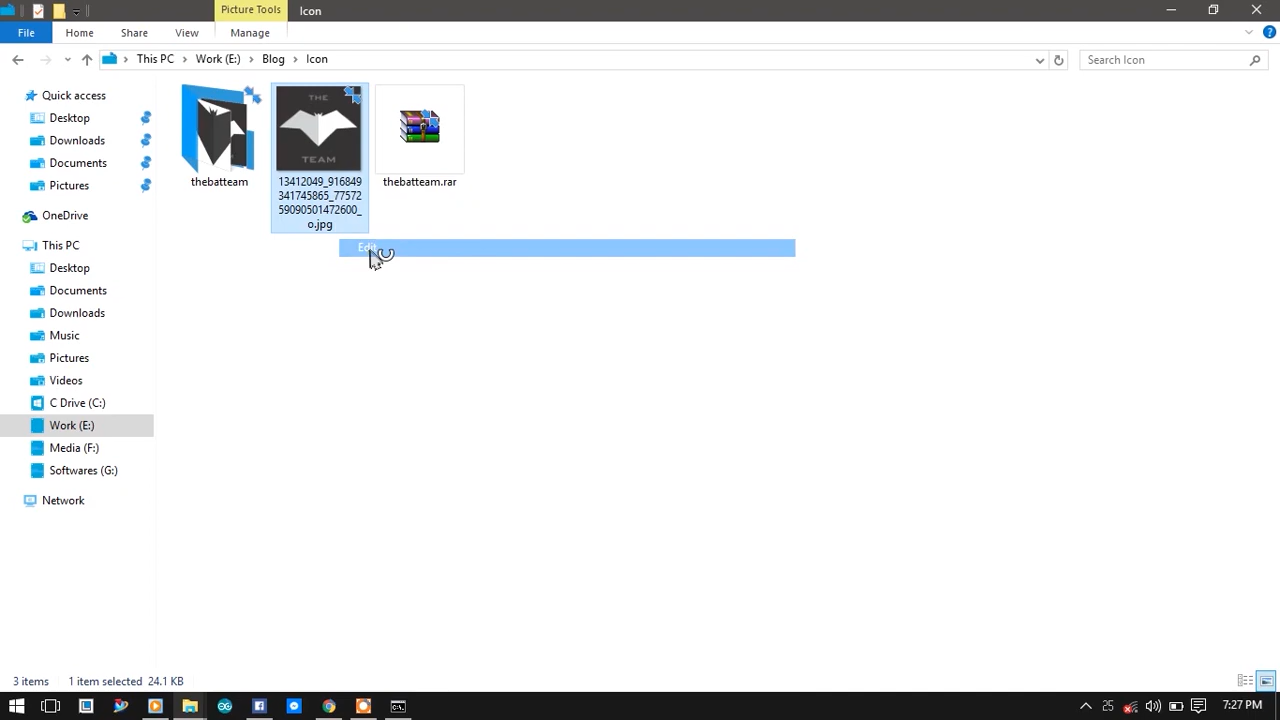 Picture Tools
Icon
File
Home
Share
View
Manage
This PC
Work (E:)
Blog
Icon
Search Icon
Quick access
Desktop
Downloads
Documents
Pictures
OneDrive
This PC
Desktop
Documents
Downloads
Music
Pictures
Videos
C Drive (C:)
Work (E:)
Media (F:)
Softwares (G:)
Network
thebatteam
THE
TEAM
13412049_916849
341745865_77572
59090501472600_
o.jpg
thebatteam.rar
Edit
3 items
1 item selected 24.1 KB
25
7:27 PM